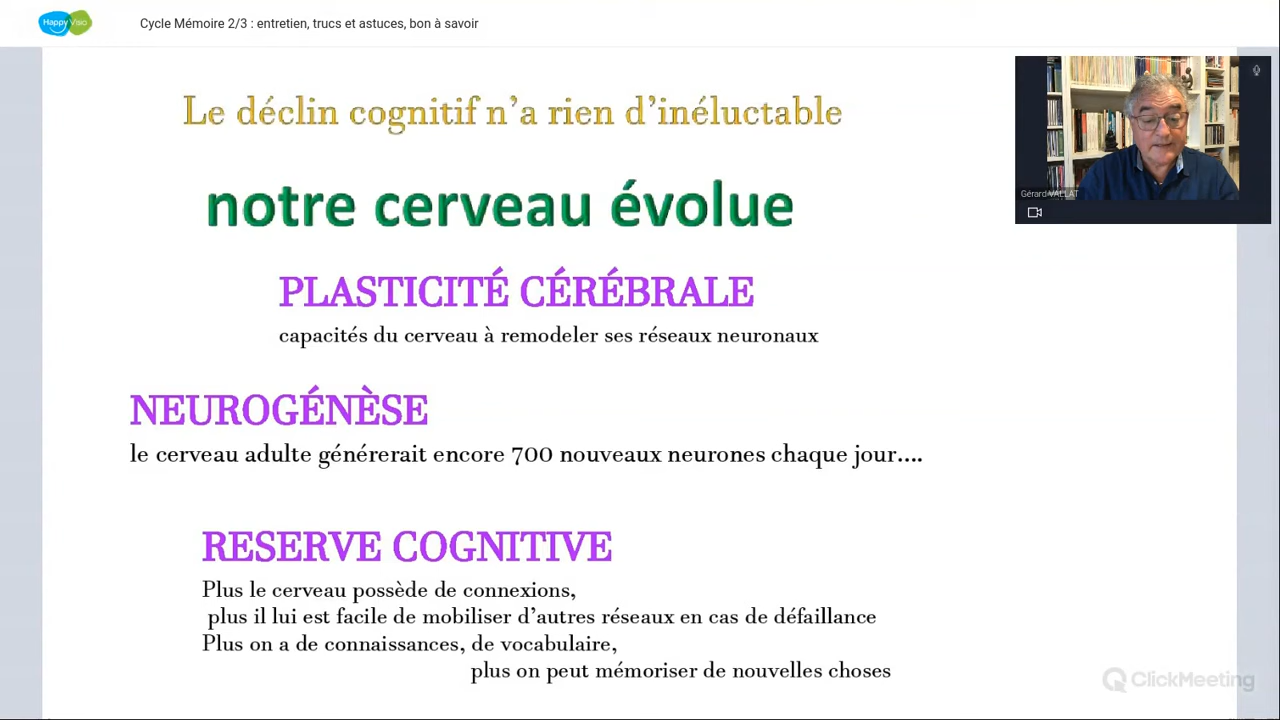 Happy Visio
Cycle Mémoire 2/3 : entretien, trucs et astuces, bon à savoir
Le déclin cognitif n’a rien d’inéluctable
notre cerveau évolue
Gérard VALLAT
PLASTICITÉ CÉRÉBRALE
capacités du cerveau à remodeler ses réseaux neuronaux
NEUROGÉNÈSE
le cerveau adulte générerait encore 700 nouveaux neurones chaque jour….
RESERVE COGNITIVE
Plus le cerveau possède de connexions,
plus il lui est facile de mobiliser d’autres réseaux en cas de défaillance
Plus on a de connaissances, de vocabulaire,
plus on peut mémoriser de nouvelles choses
ClickMeeting